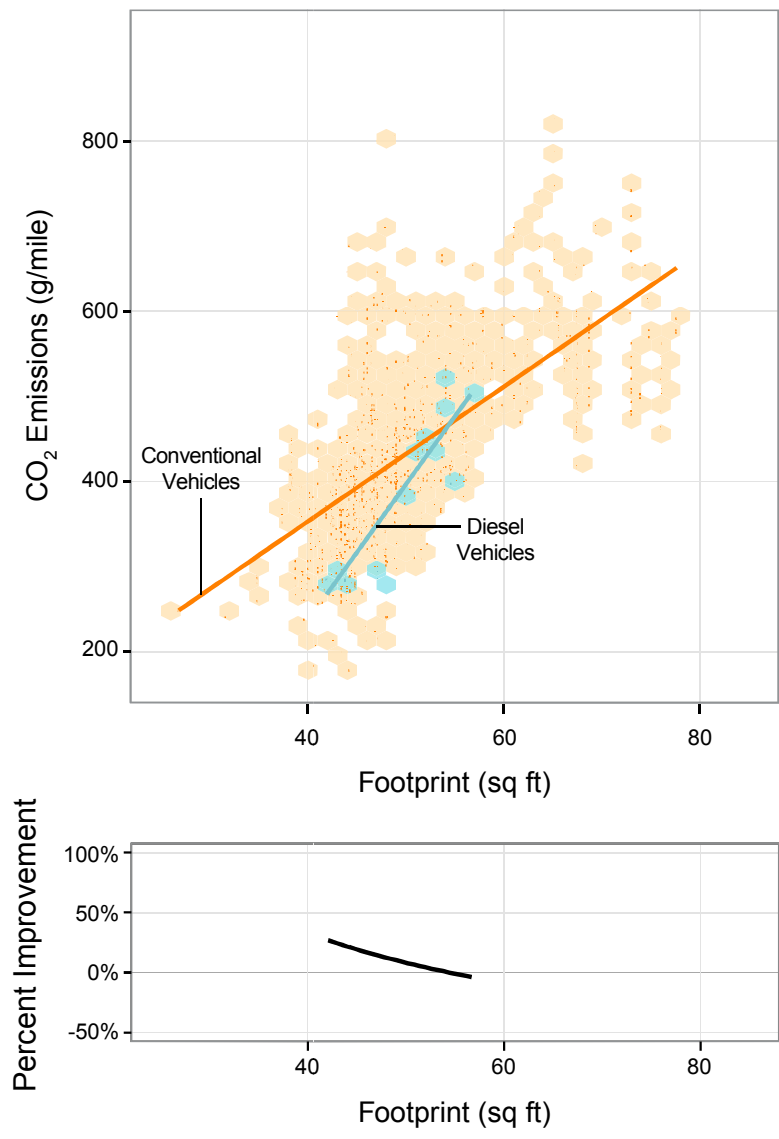 CO2 Emissions (g/mile)
800
600
400
200
Conventional
Vehicles
Diesel
Vehicles
40
60
80
Footprint (sq ft)
Percent Improvement
100%
50%
0%
-50%
40
60
80
Footprint (sq ft)